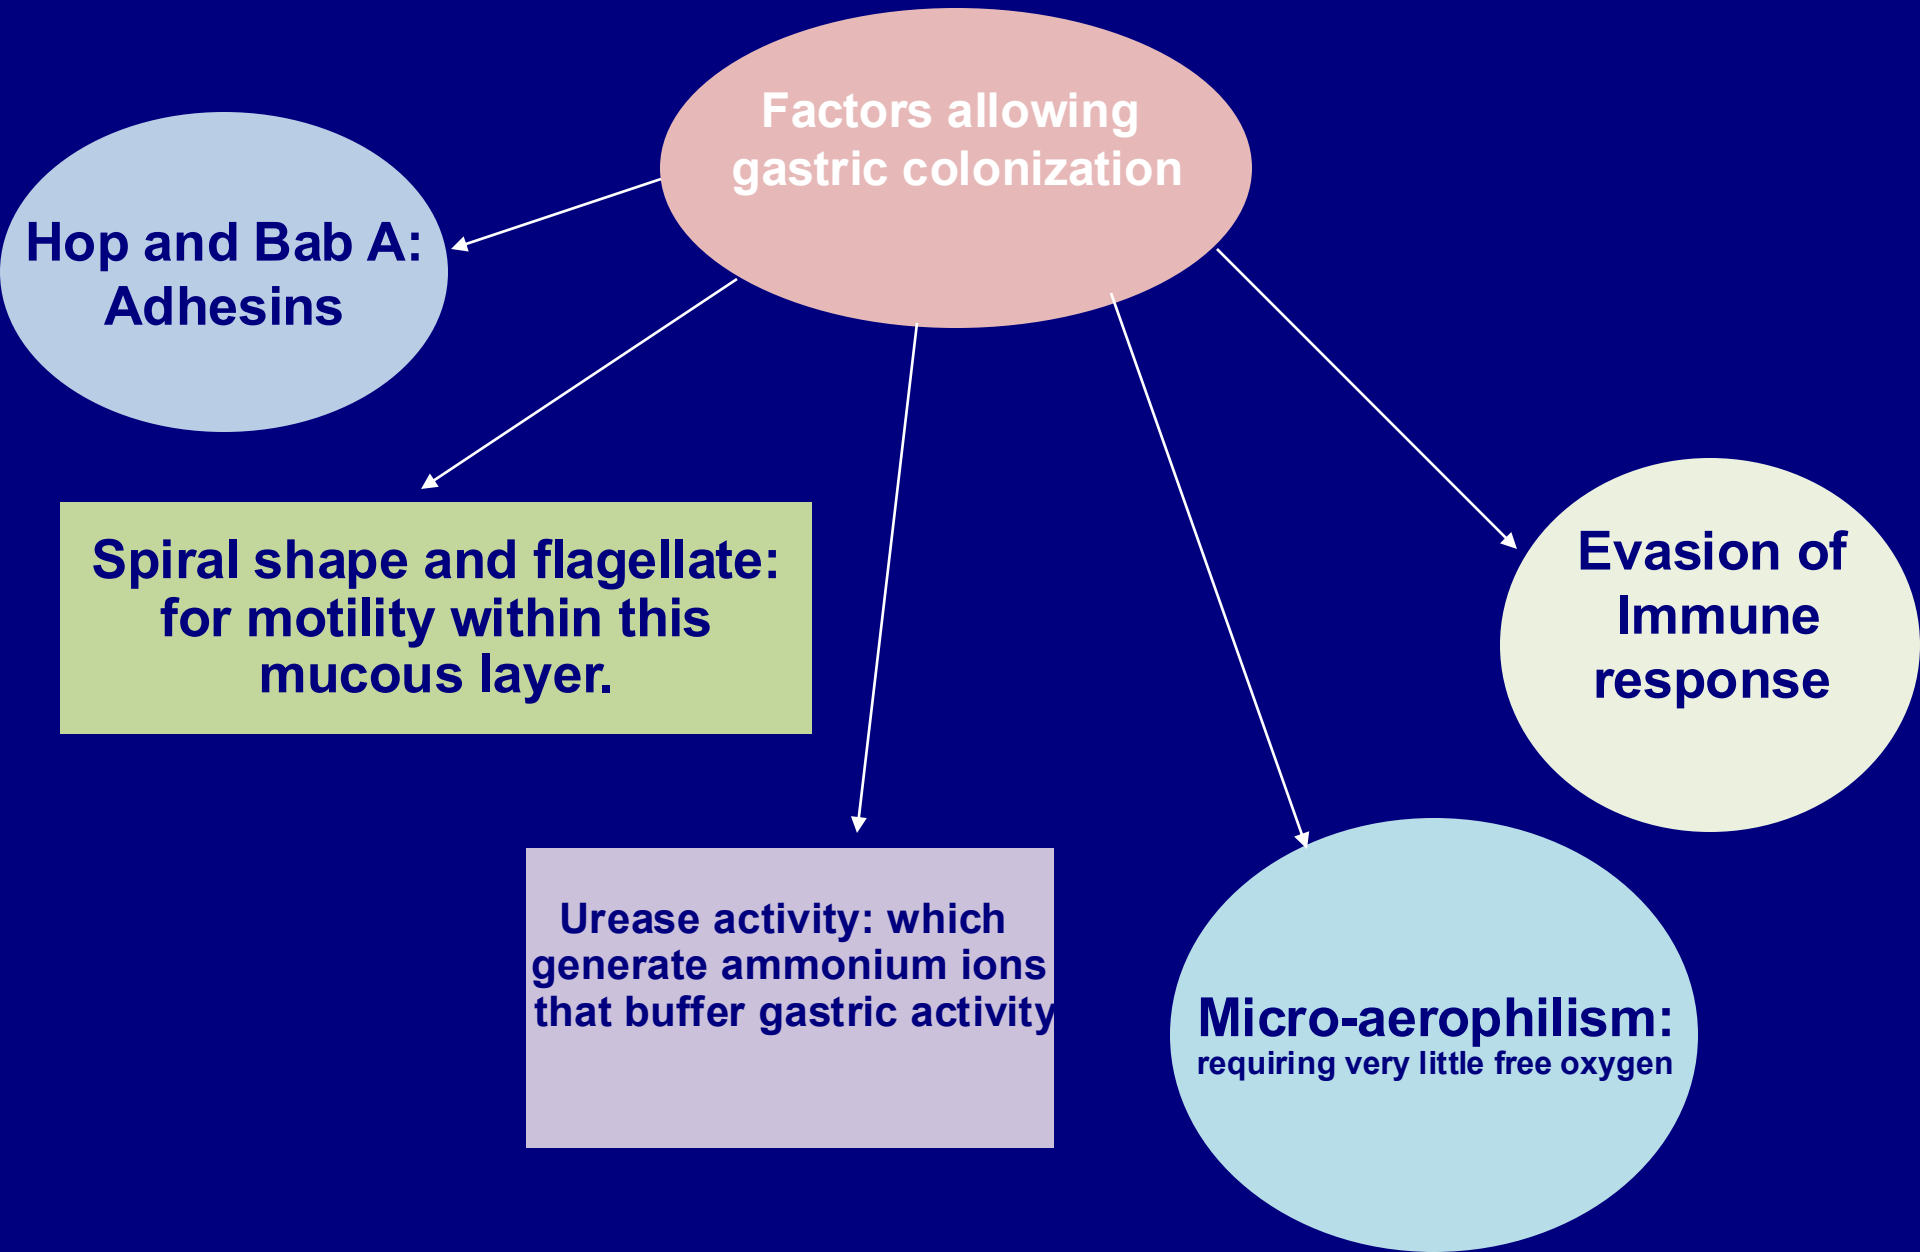 Factors allowing
gastric colonization
Hop and Bab A:
Adhesins
Spiral shape and flagellate:
for motility within this
mucous layer.
Urease activity: which
generate ammonium ions
that buffer gastric activity
Micro-aerophilism:
requiring very little free oxygen
Evasion of
Immune
response